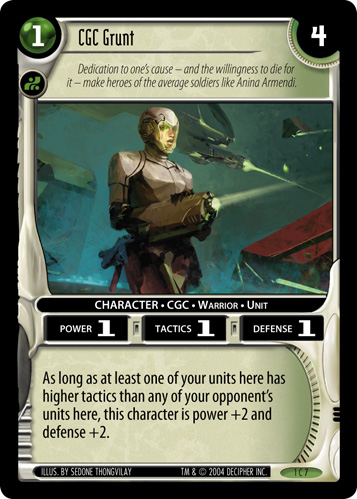 1 CGC Grunt 4
Dedication to one's cause – and the willingness to die for
it – make heroes of the average soldiers like Anina Armendi.
CHARACTER • CGC • WARRIOR • UNIT
POWER 1 TACTICS 1 DEFENSE 1
As long as at least one of your units here has
higher tactics than any of your opponent's
units here, this character is power +2 and
defense +2.
ILLUS. BY SEDONE THONGVILAY TM & © 2004 DECIPHER INC. 1 C 7